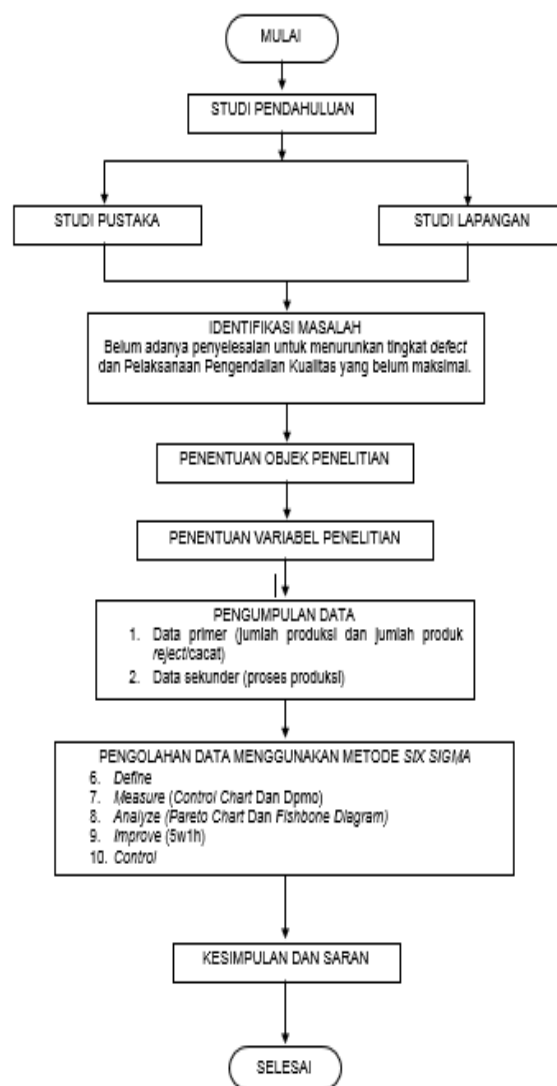 MULAI
STUDI PENDAHULUAN
STUDI PUSTAKA
STUDI LAPANGAN
IDENTIFIKASI MASALAH
Belum adanya penyelesaian untuk menurunkan tingkat defect
dan Pelaksanaan Pengendalian Kualitas yang belum maksimal.
PENENTUAN OBJEK PENELITIAN
PENENTUAN VARIABEL PENELITIAN
PENGUMPULAN DATA
1. Data primer (jumlah produksi dan jumlah produk
reject/cacat)
2. Data sekunder (proses produksi)
PENGOLAHAN DATA MENGGUNAKAN METODE SIX SIGMA
6. Define
7. Measure (Control Chart Dan Dpmo)
8. Analyze (Pareto Chart Dan Fishbone Diagram)
9. Improve (5w1h)
10. Control
KESIMPULAN DAN SARAN
SELESAI